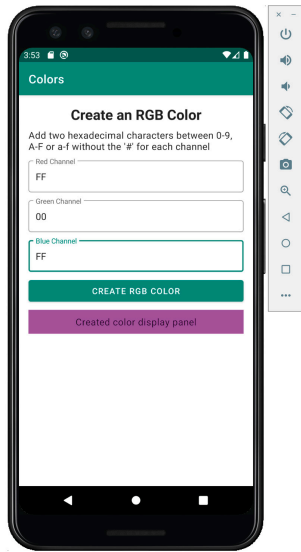 3:53
Colors
Create an RGB Color
Add two hexadecimal characters between 0-9,
A-F or a-f without the '#' for each channel
Red Channel
FF
Green Channel
00
Blue Channel
FF
CREATE RGB COLOR
Created color display panel